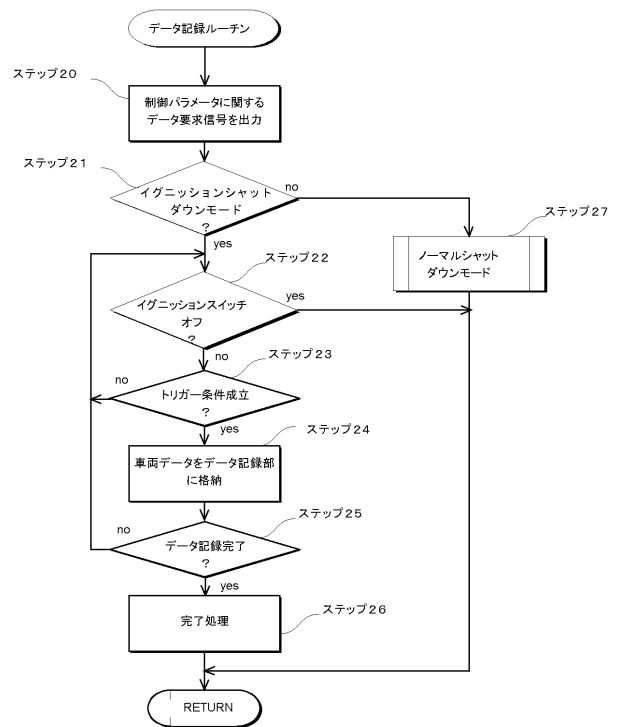 データ記録ルーチン
ステップ20
制御パラメータに関する
データ要求信号を出力
ステップ21
イグニッションシャット
ダウンモード
?
no
yes
ステップ27
ノーマルシャット
ダウンモード
ステップ22
イグニッションスイッチ
オフ
?
yes
no
ステップ23
トリガー条件成立
?
no
yes
ステップ24
車両データをデータ記録部
に格納
ステップ25
データ記録完了
?
no
yes
ステップ26
完了処理
RETURN